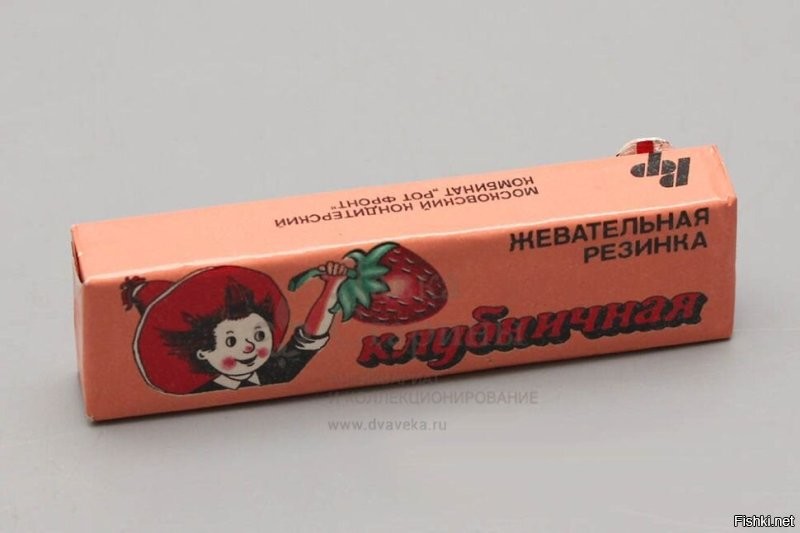 МОСКОВСКИЙ КОНДИТЕРСКИЙ
КОМБИНАТ „РОТ ФРОНТ"
ЖЕВАТЕЛЬНАЯ
РЕЗИНКА
клубничная
КОЛЛЕКЦИОНИРОВАНИЕ
www.dvaveka.ru
Fishki.net